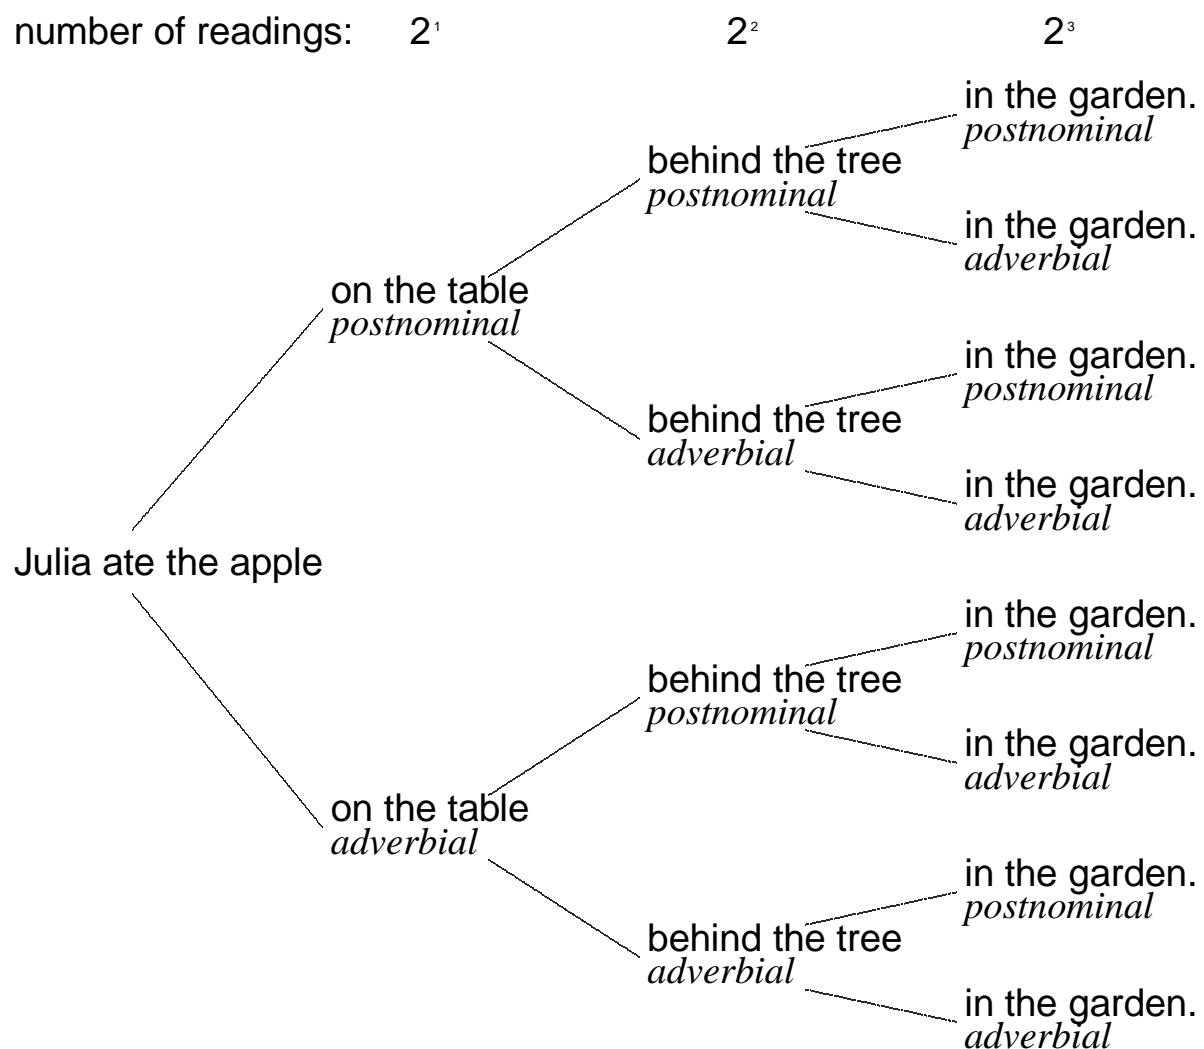 number of readings: 2¹ 2² 2³
in the garden.
postnominal
behind the tree
postnominal
in the garden.
adverbial
on the table
postnominal
in the garden.
postnominal
behind the tree
adverbial
in the garden.
adverbial
Julia ate the apple
in the garden.
postnominal
behind the tree
postnominal
in the garden.
adverbial
on the table
adverbial
in the garden.
postnominal
behind the tree
adverbial
in the garden.
adverbial